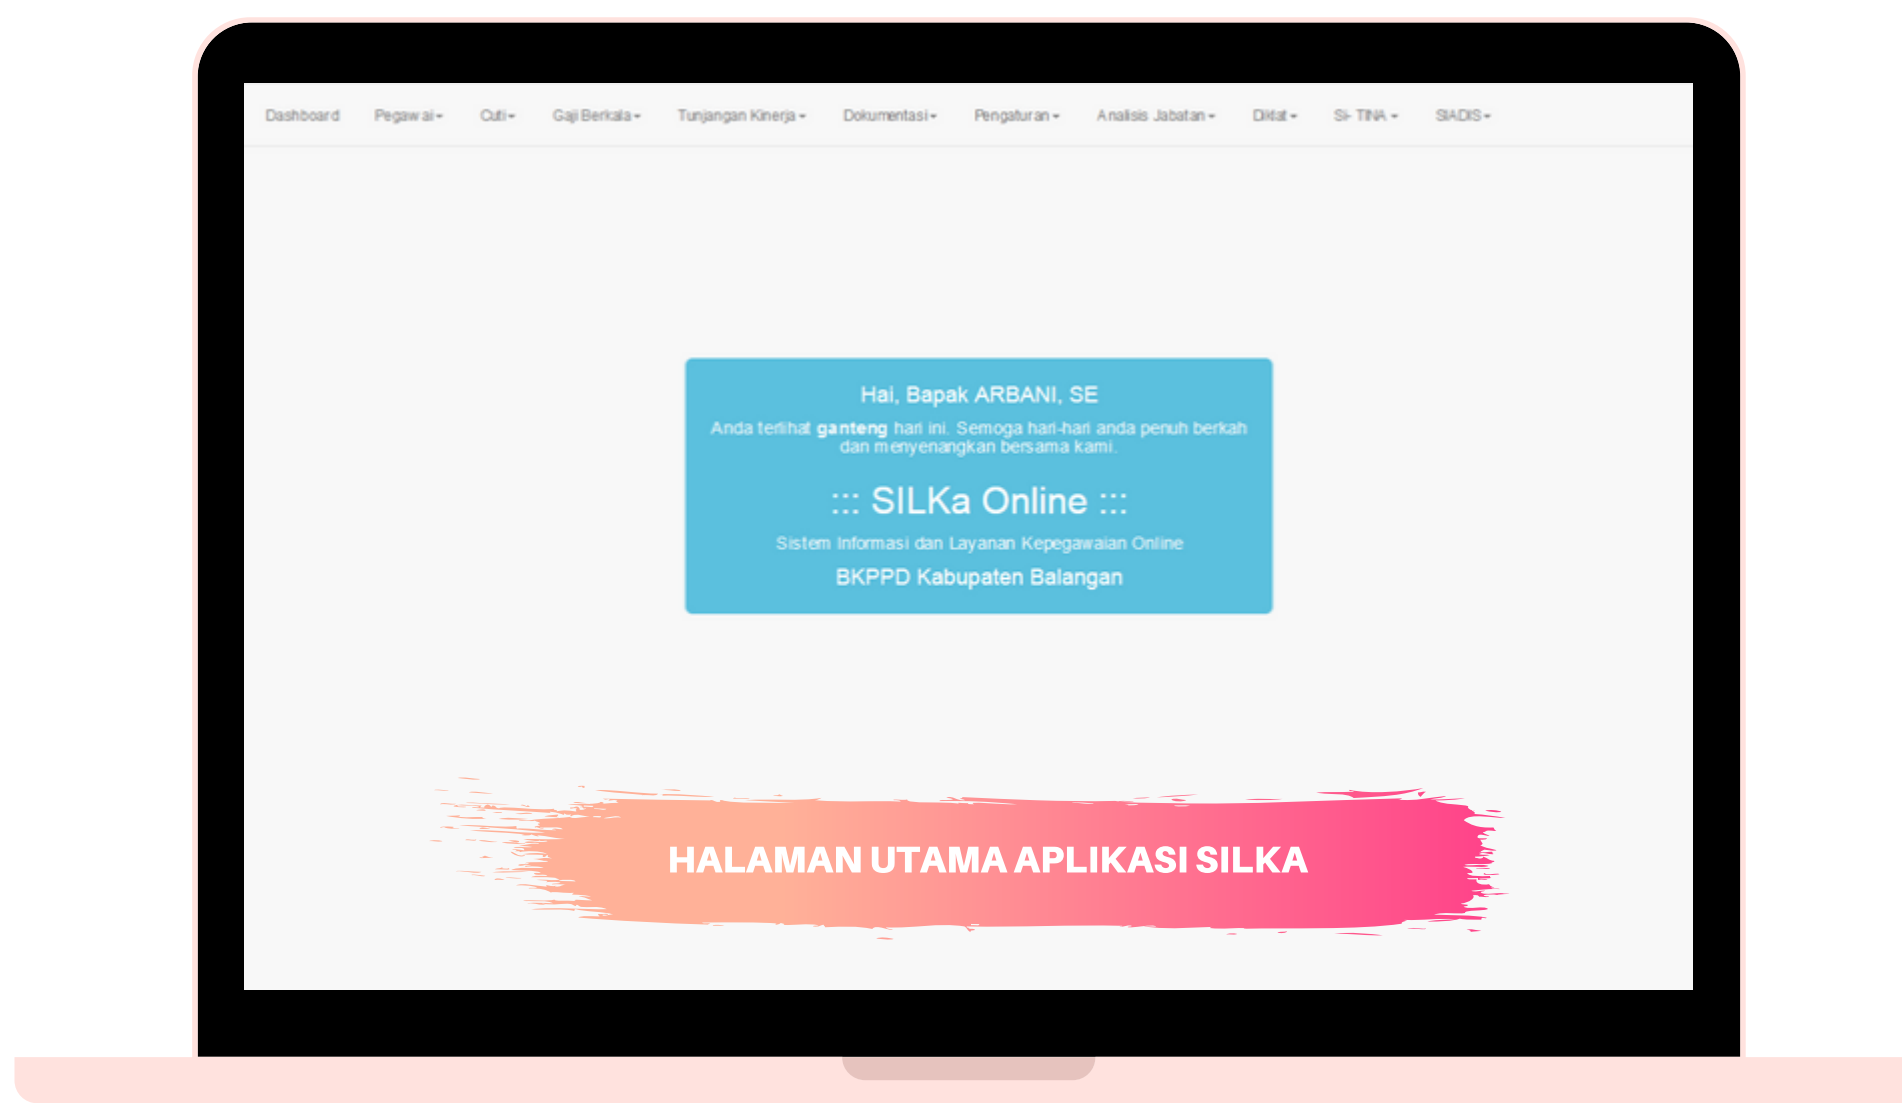 Dashboard Pegawai Cuti Gaji Berkala Tunjangan Kinerja Dokumentasi Pengaturan Analisis Jabatan Diklat Si-TINA SIADIS
Hai, Bapak ARBANI, SE
Anda terlihat ganteng hari ini. Semoga hari-hari anda penuh berkah
dan menyenangkan bersama kami.
::: SILKa Online :::
Sistem Informasi dan Layanan Kepegawaian Online
BKPPD Kabupaten Balangan
HALAMAN UTAMA APLIKASI SILKA